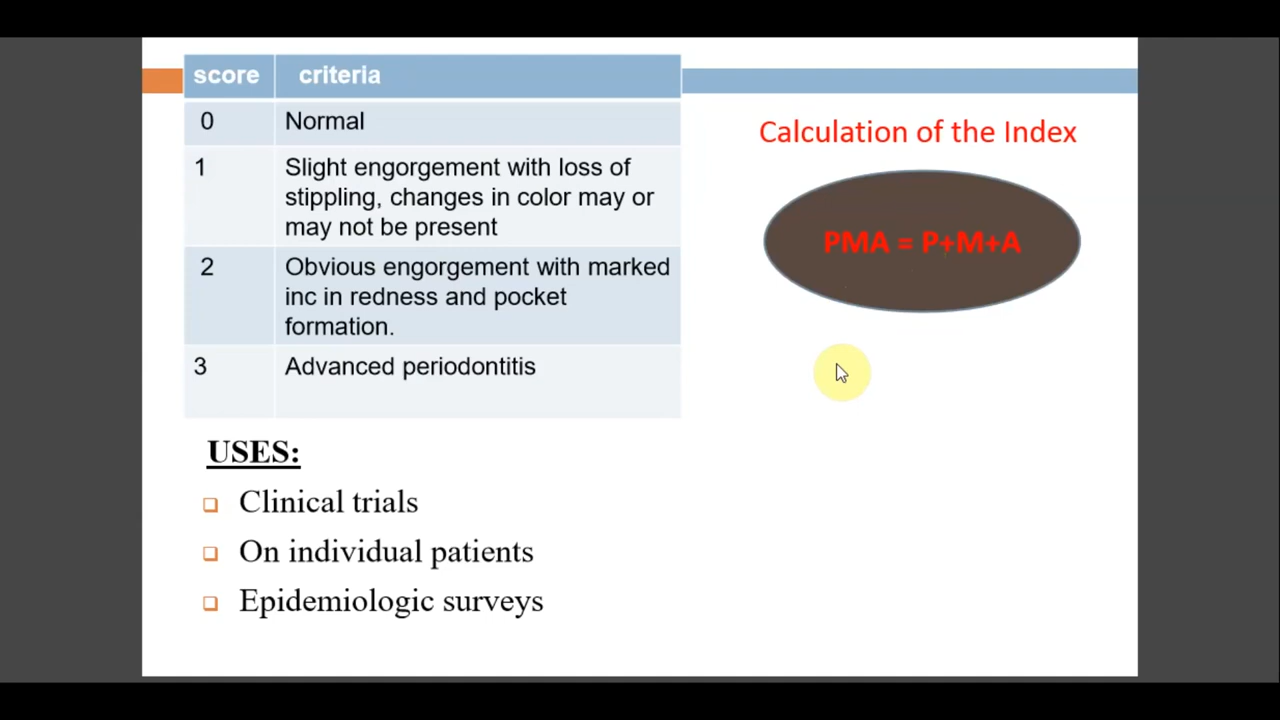 score criteria
0 Normal
1 Slight engorgement with loss of
stippling, changes in color may or
may not be present
2 Obvious engorgement with marked
inc in redness and pocket
formation.
3 Advanced periodontitis
Calculation of the Index
PMA = P+M+A
USES:
Clinical trials
On individual patients
Epidemiologic surveys